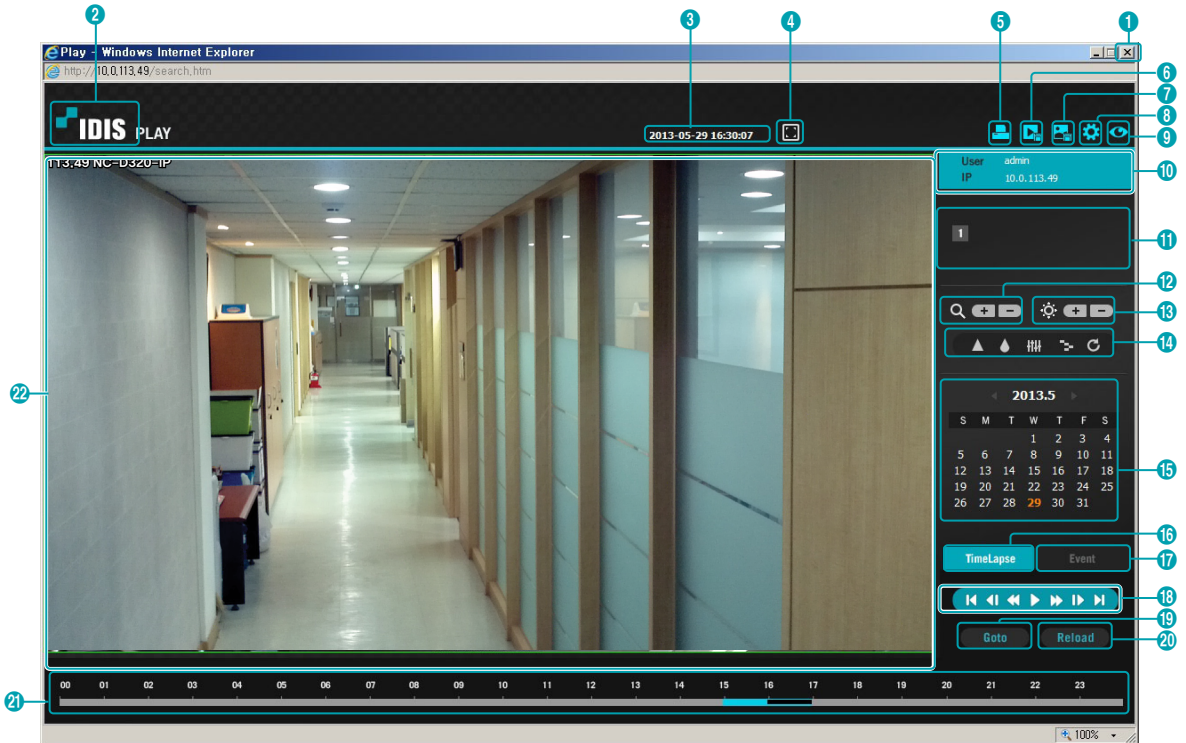 2 3 4 5 1
Play - Windows Internet Explorer
http://10.0.113.49/search.htm
6
7
8
9
IDIS PLAY
2013-05-29 16:30:07
113.49 NC-D320-IP
User admin
IP 10.0.113.49
10
1
11
12
13
14
2013.5
S M T W T F S
1 2 3 4
5 6 7 8 9 10 11
12 13 14 15 16 17 18
19 20 21 22 23 24 25
26 27 28 29 30 31
15
22
16
TimeLapse Event
17
18
19
Goto Reload
20
00 01 02 03 04 05 06 07 08 09 10 11 12 13 14 15 16 17 18 19 20 21 22 23
21
100%